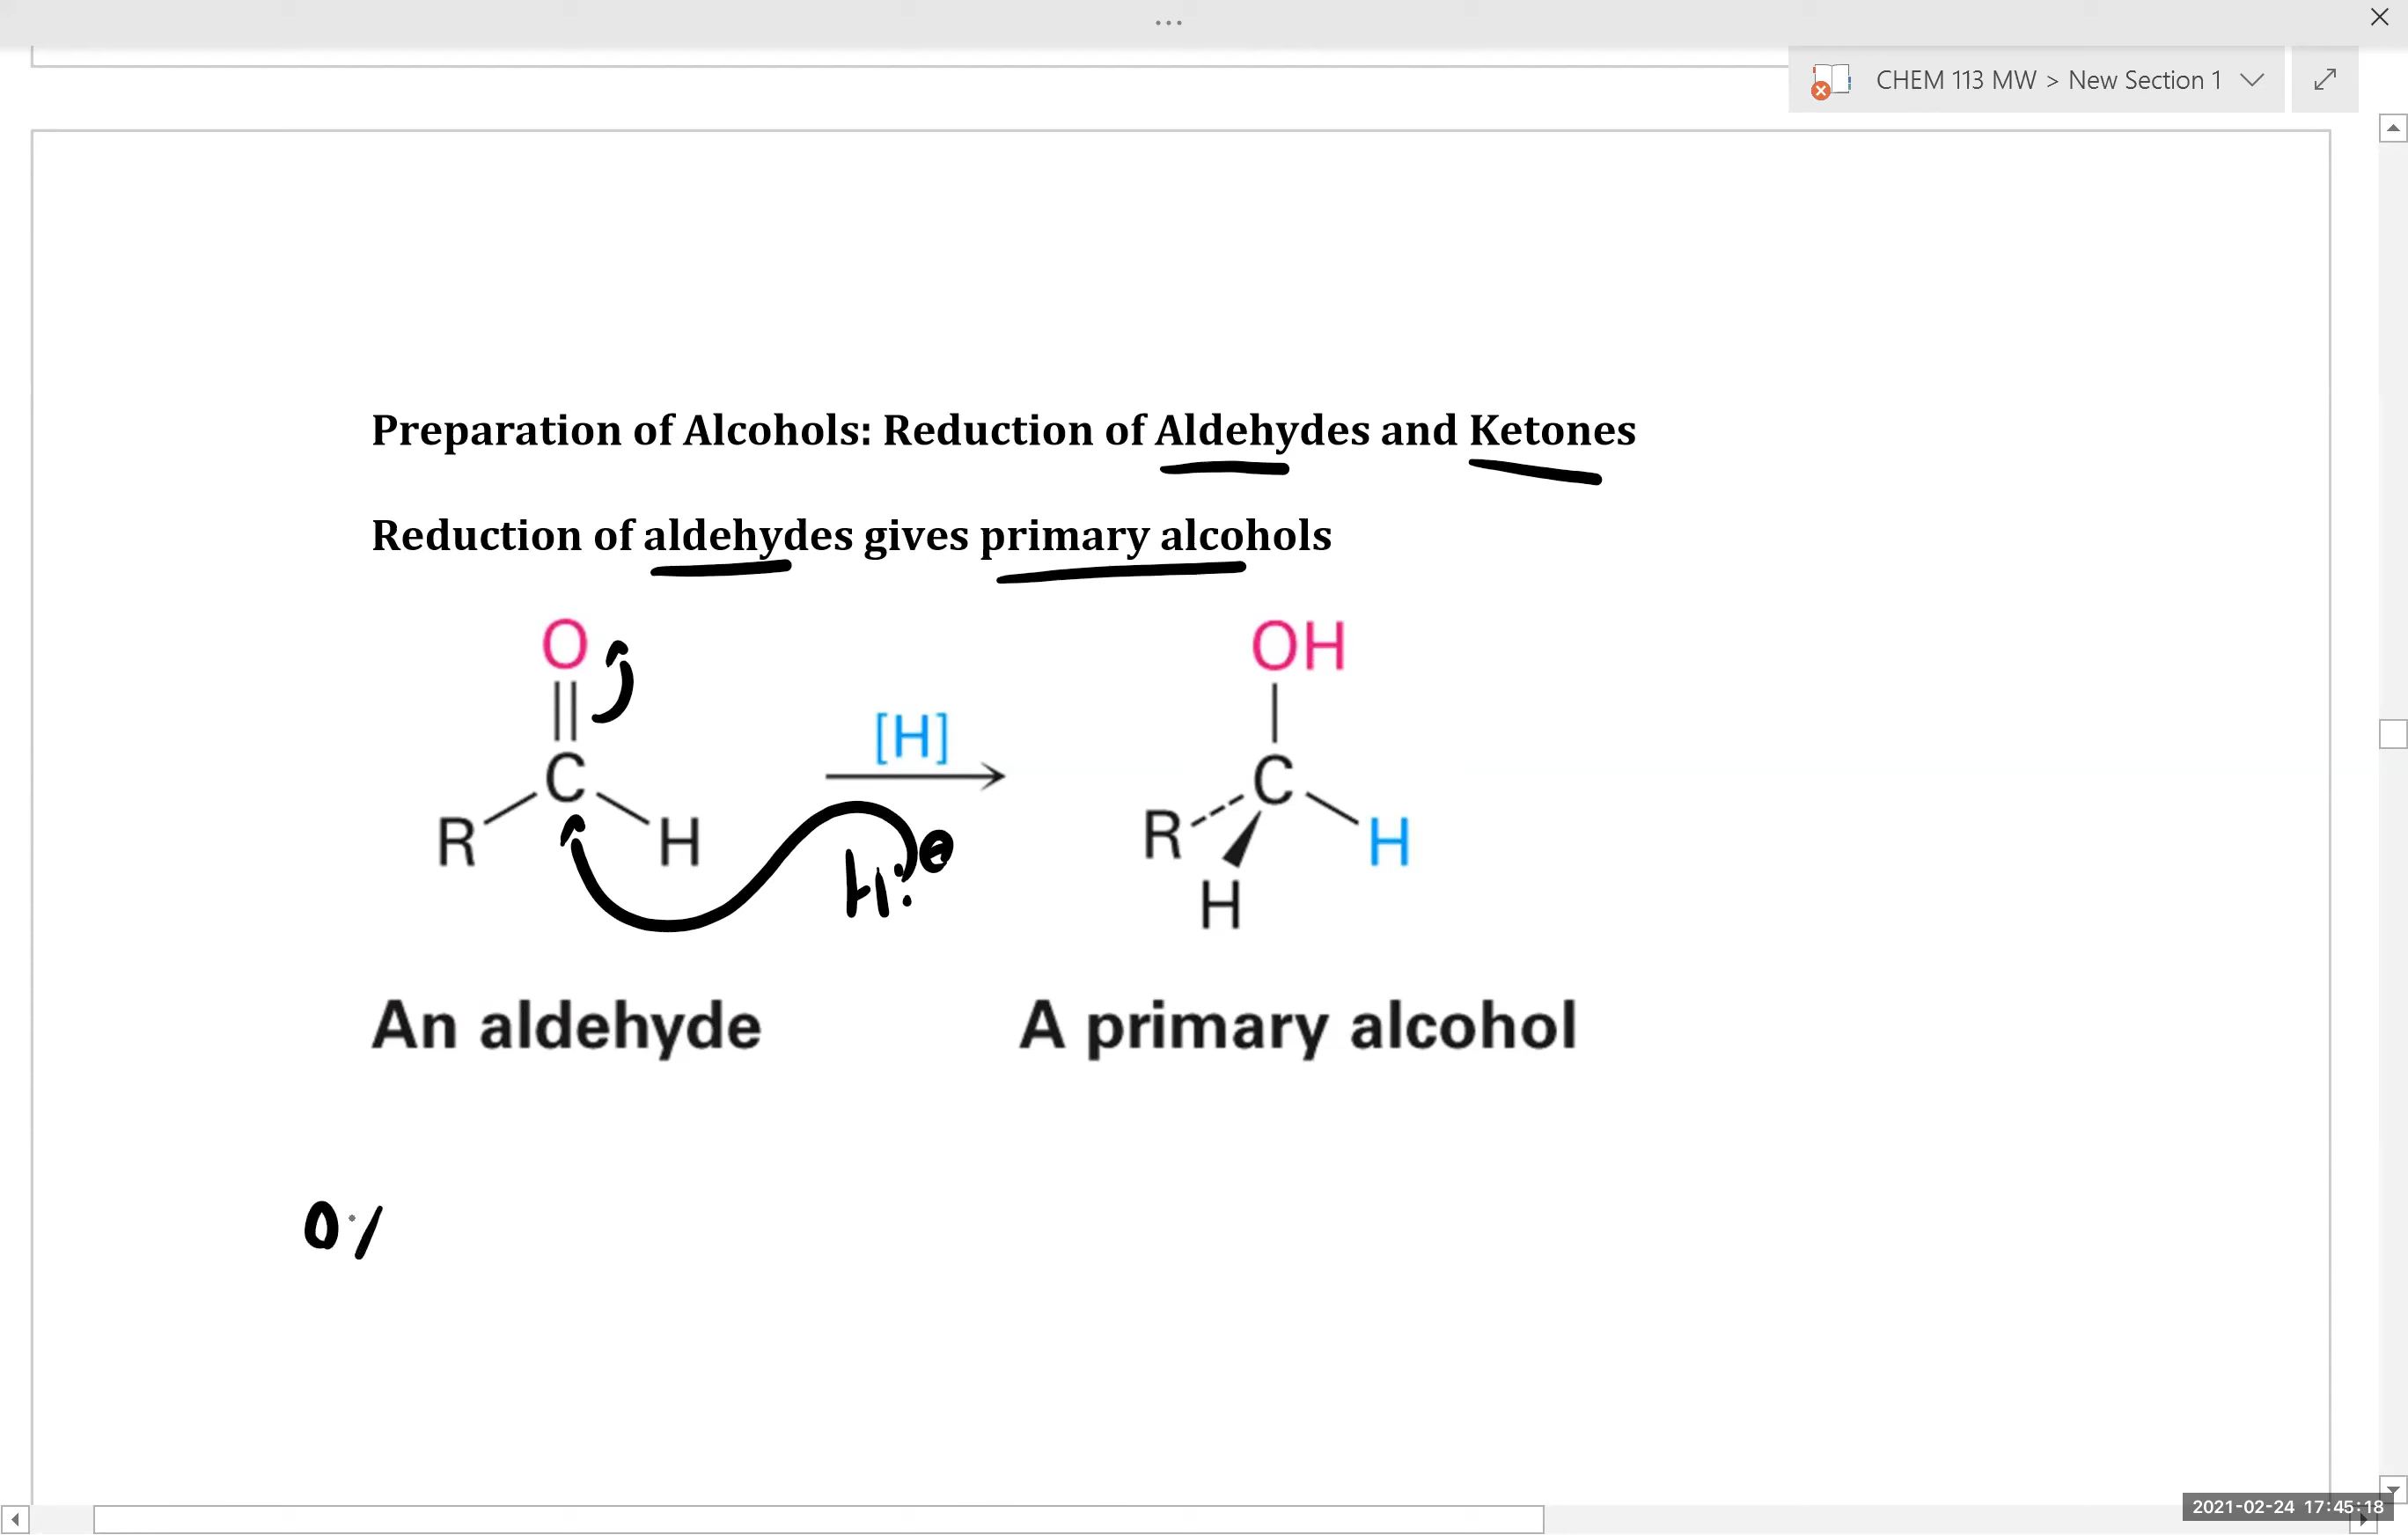 CHEM 113 MW > New Section 1
Preparation of Alcohols: Reduction of Aldehydes and Ketones
Reduction of aldehydes gives primary alcohols
O
OH
[H]
C
C
R
H
R
H
H:⊖
H
An aldehyde
A primary alcohol
2021-02-24 17:45:18